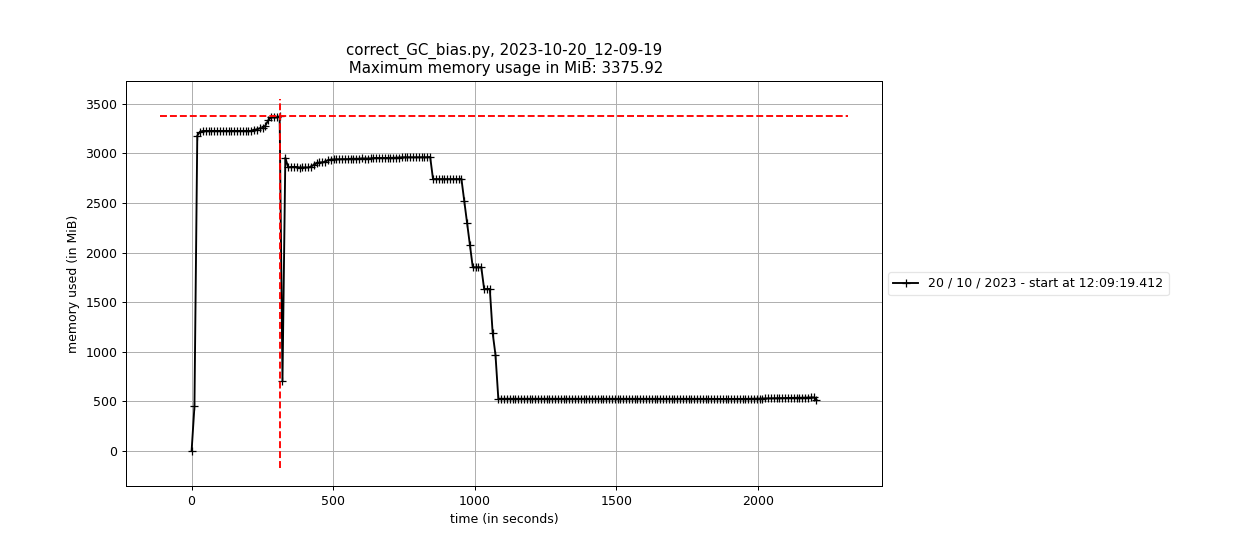 correct_GC_bias.py, 2023-10-20_12-09-19
Maximum memory usage in MiB: 3375.92
3500
3000
2500
2000
1500
1000
500
0
memory used (in MiB)
0 500 1000 1500 2000
time (in seconds)
20 / 10 / 2023 - start at 12:09:19.412